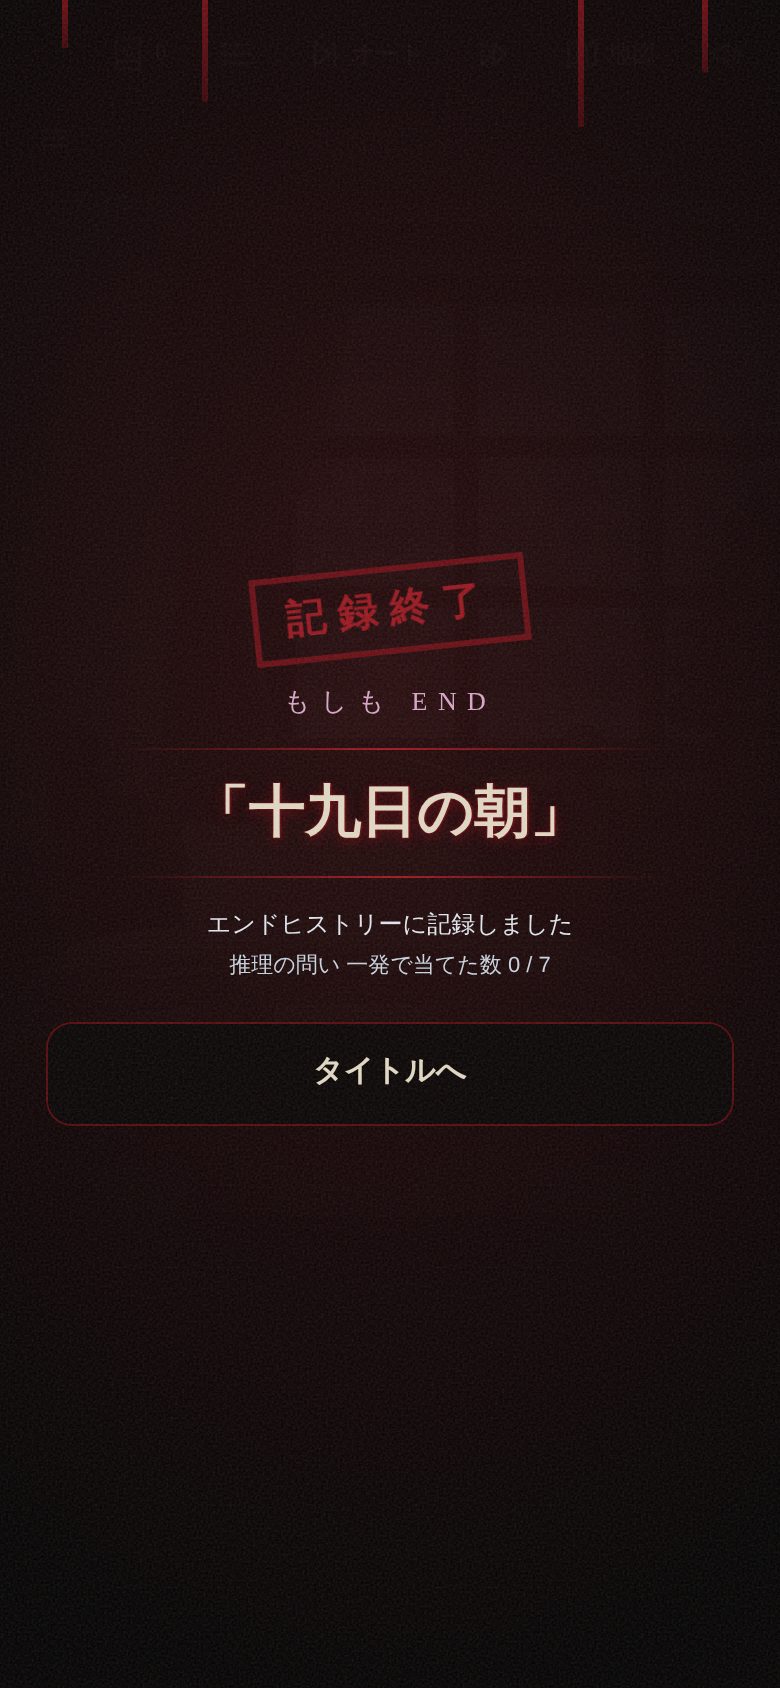 記録終了
もしも END
「十九日の朝」
エンドヒストリーに記録しました
推理の問い 一発で当てた数 0 / 7
タイトルへ